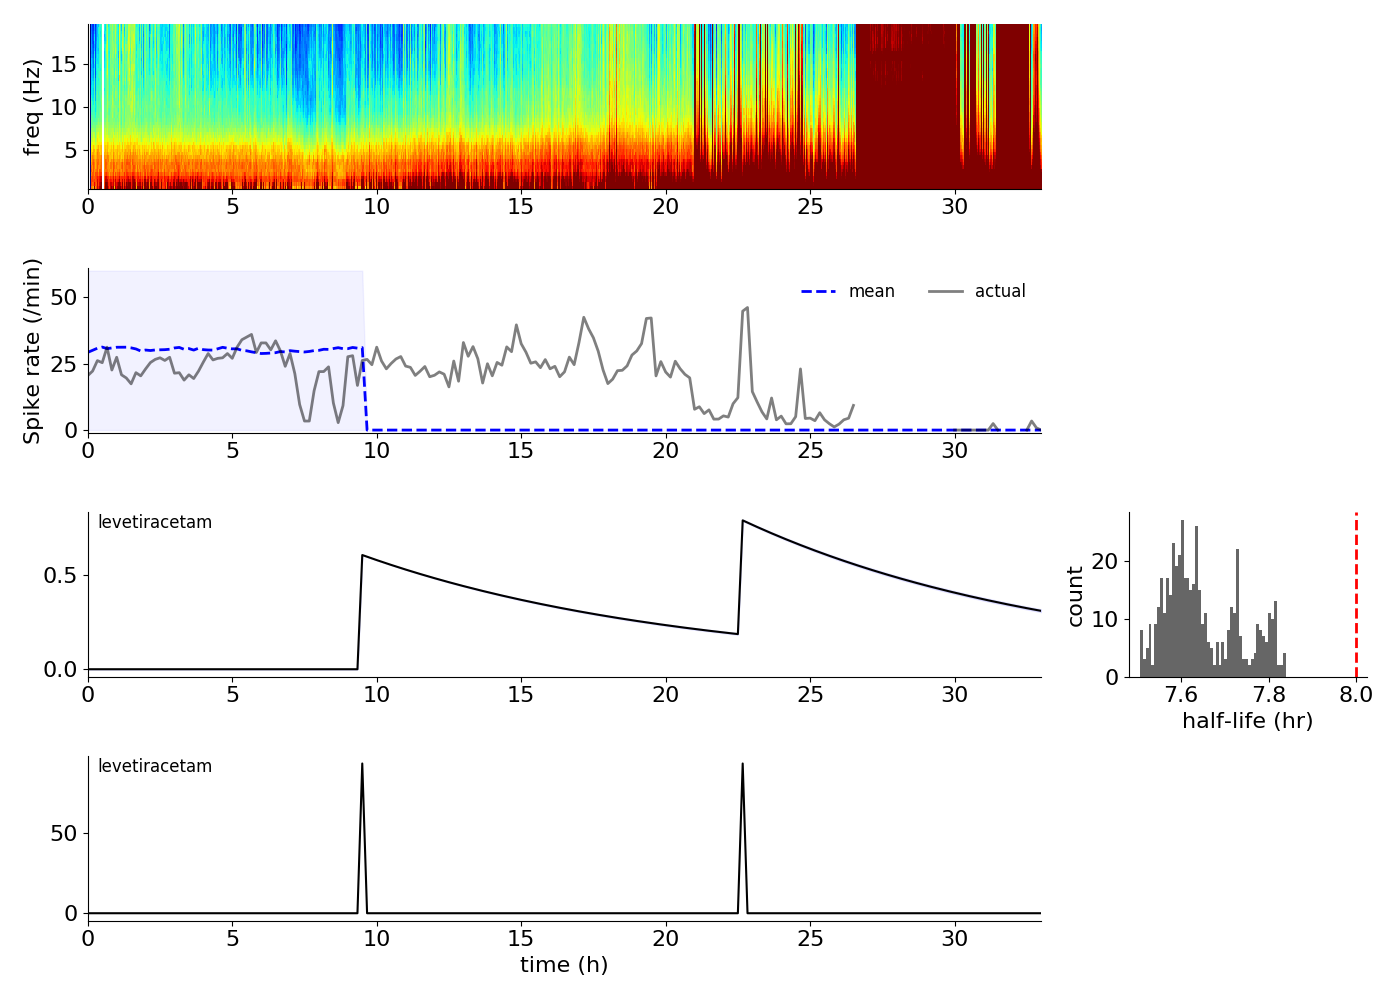 freq (Hz)
15
10
5
0 5 10 15 20 25 30
Spike rate (/min)
50
25
0
mean actual
0 5 10 15 20 25 30
levetiracetam
0.5
0.0
0 5 10 15 20 25 30
count
20
10
0
7.6 7.8 8.0
half-life (hr)
levetiracetam
50
0
0 5 10 15 20 25 30
time (h)